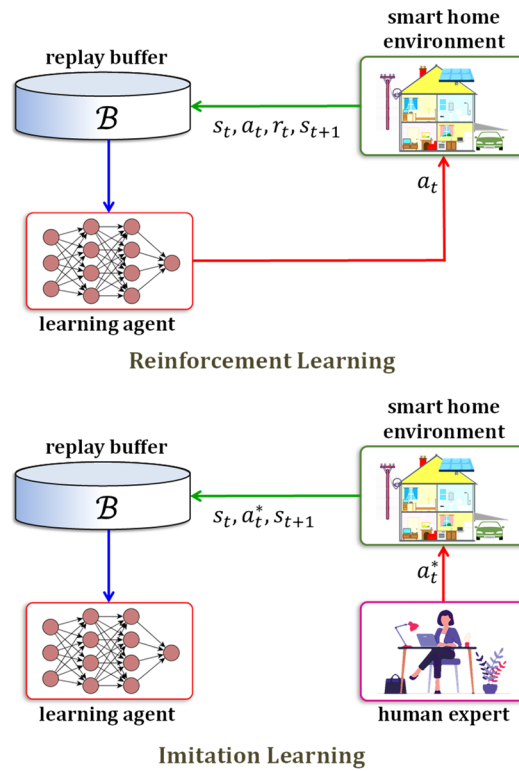 smart home
environment
replay buffer
ℬ
s_t, a_t, r_t, s_{t+1}
a_t
learning agent
Reinforcement Learning
smart home
environment
replay buffer
ℬ
s_t, a_t^*, s_{t+1}
a_t^*
learning agent
human expert
Imitation Learning